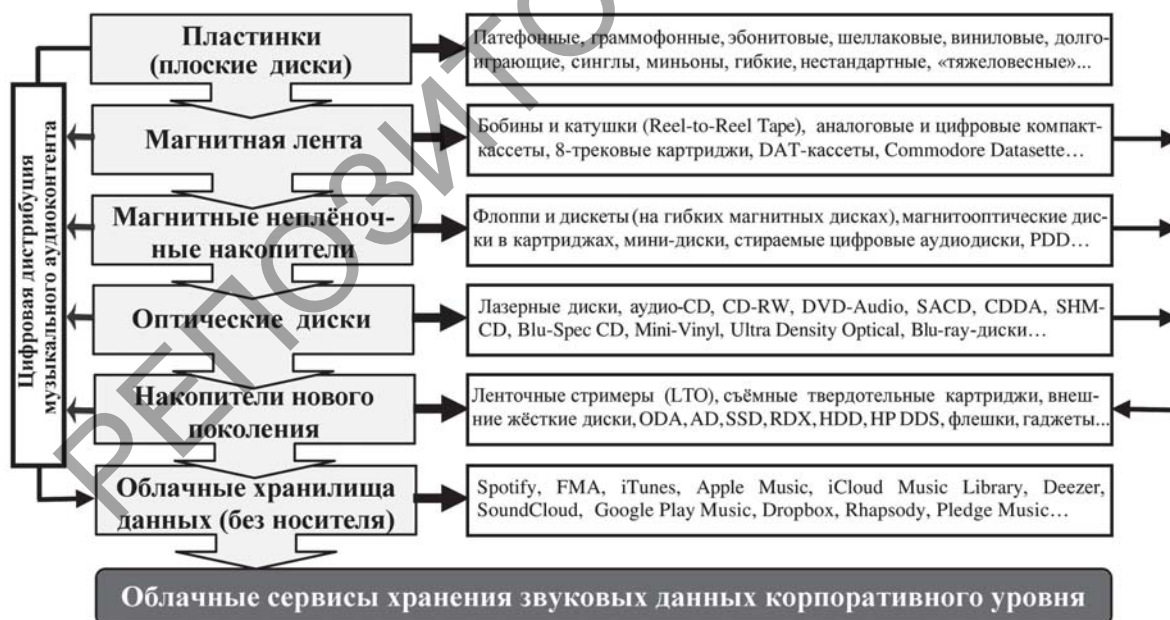 Пластинки
(плоские диски)
Патефонные, граммофонные, эбонитовые, шеллаковые, виниловые, долго-
играющие, синглы, миньоны, гибкие, нестандартные, «тяжеловесные»...
Цифровая дистрибуция
музыкального аудиоконтента
Магнитная лента
Бобины и катушки (Reel-to-Reel Tape), аналоговые и цифровые компакт-
кассеты, 8-трековые картриджи, DAT-кассеты, Commodore Datasette…
Магнитные неплёноч-
ные накопители
Флоппи и дискеты (на гибких магнитных дисках), магнитооптические дис-
ки в картриджах, мини-диски, стираемые цифровые аудиодиски, PDD…
Оптические диски
Лазерные диски, аудио-CD, CD-RW, DVD-Audio, SACD, CDDA, SHM-
CD, Blu-Spec CD, Mini-Vinyl, Ultra Density Optical, Blu-ray-диски…
Накопители нового
поколения
Ленточные стримеры (LTO), съёмные твердотельные картриджи, внеш-
ние жёсткие диски, ODA, AD, SSD, RDX, HDD, HP DDS, флешки, гаджеты...
Облачные хранилища
данных (без носителя)
Spotify, FMA, iTunes, Apple Music, iCloud Music Library, Deezer,
SoundCloud, Google Play Music, Dropbox, Rhapsody, Pledge Music…
Облачные сервисы хранения звуковых данных корпоративного уровня
РЕПОЗИТО